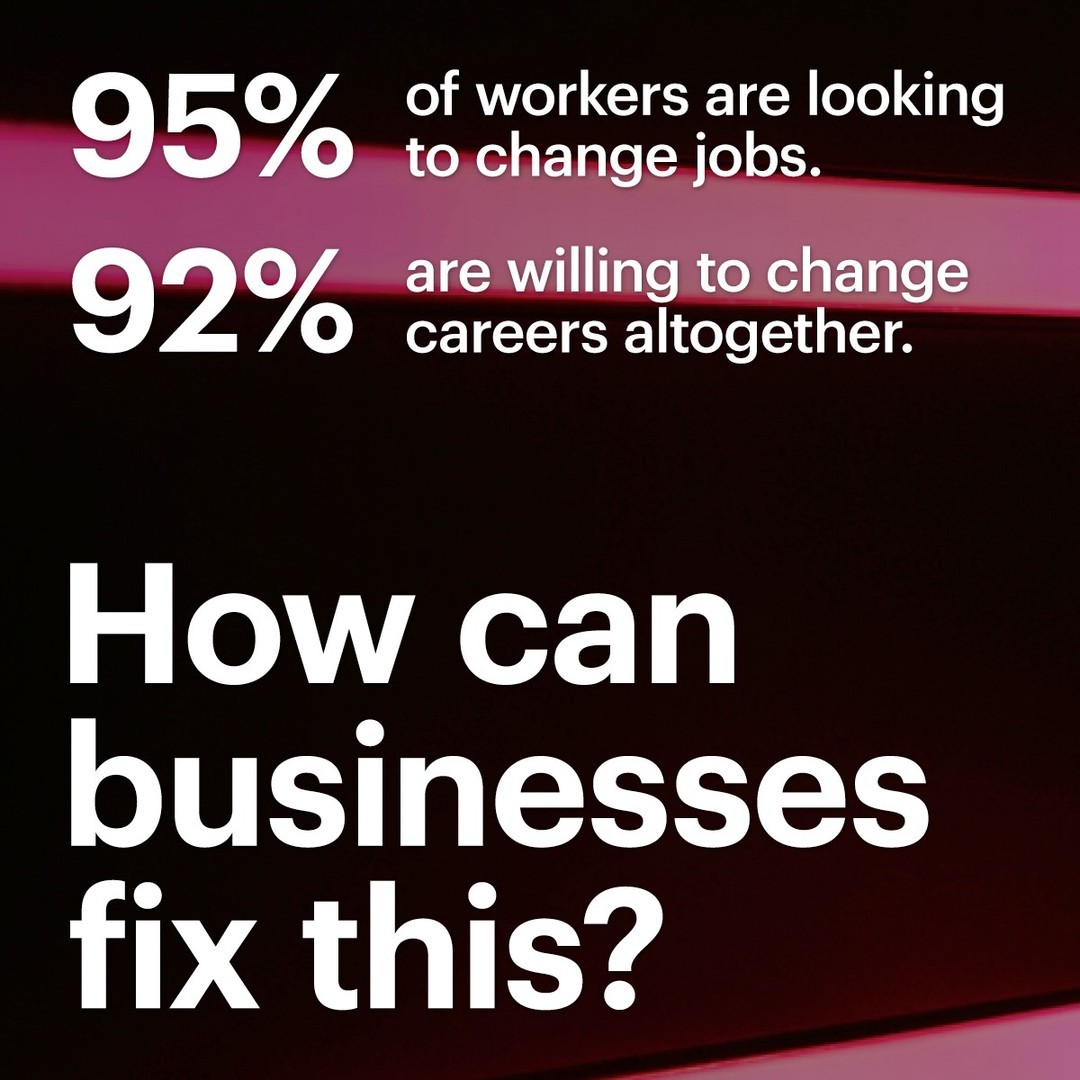 95% of workers are looking
to change jobs.
92% are willing to change
careers altogether.
How can
businesses
fix this?